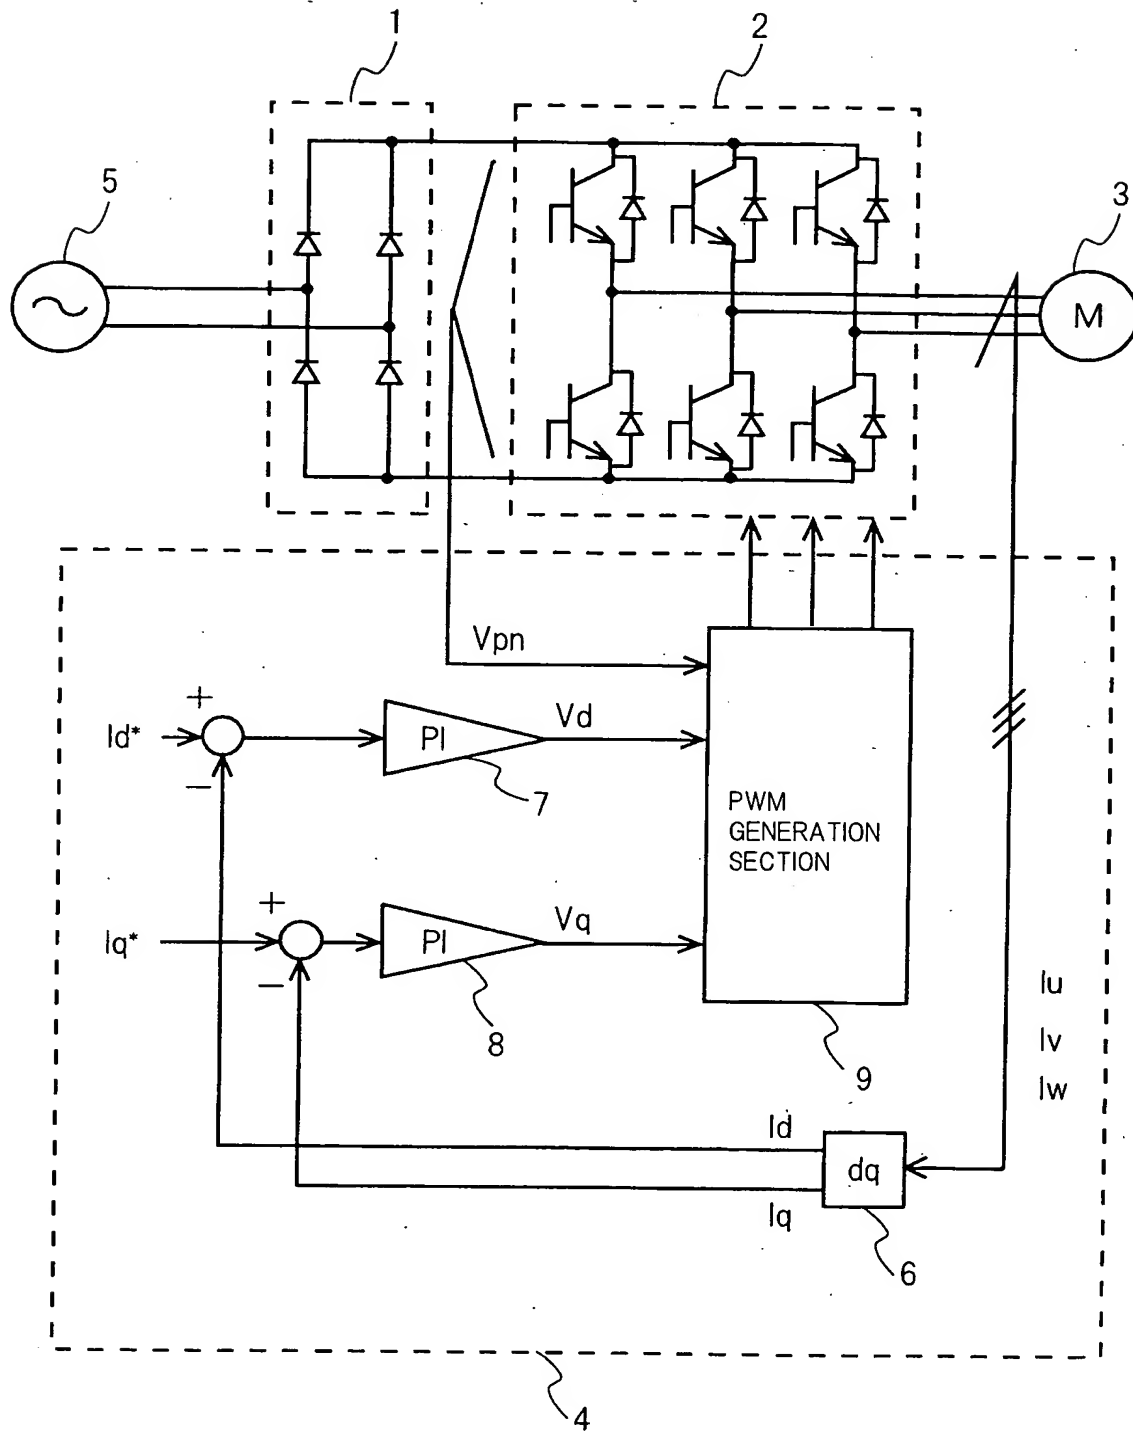 1
2
5
3
M
Vpn
+
Id*
PI
Vd
−
7
PWM
GENERATION
SECTION
+
Iq*
PI
Vq
−
8
9
Iu
Iv
Iw
Id
dq
Iq
6
4